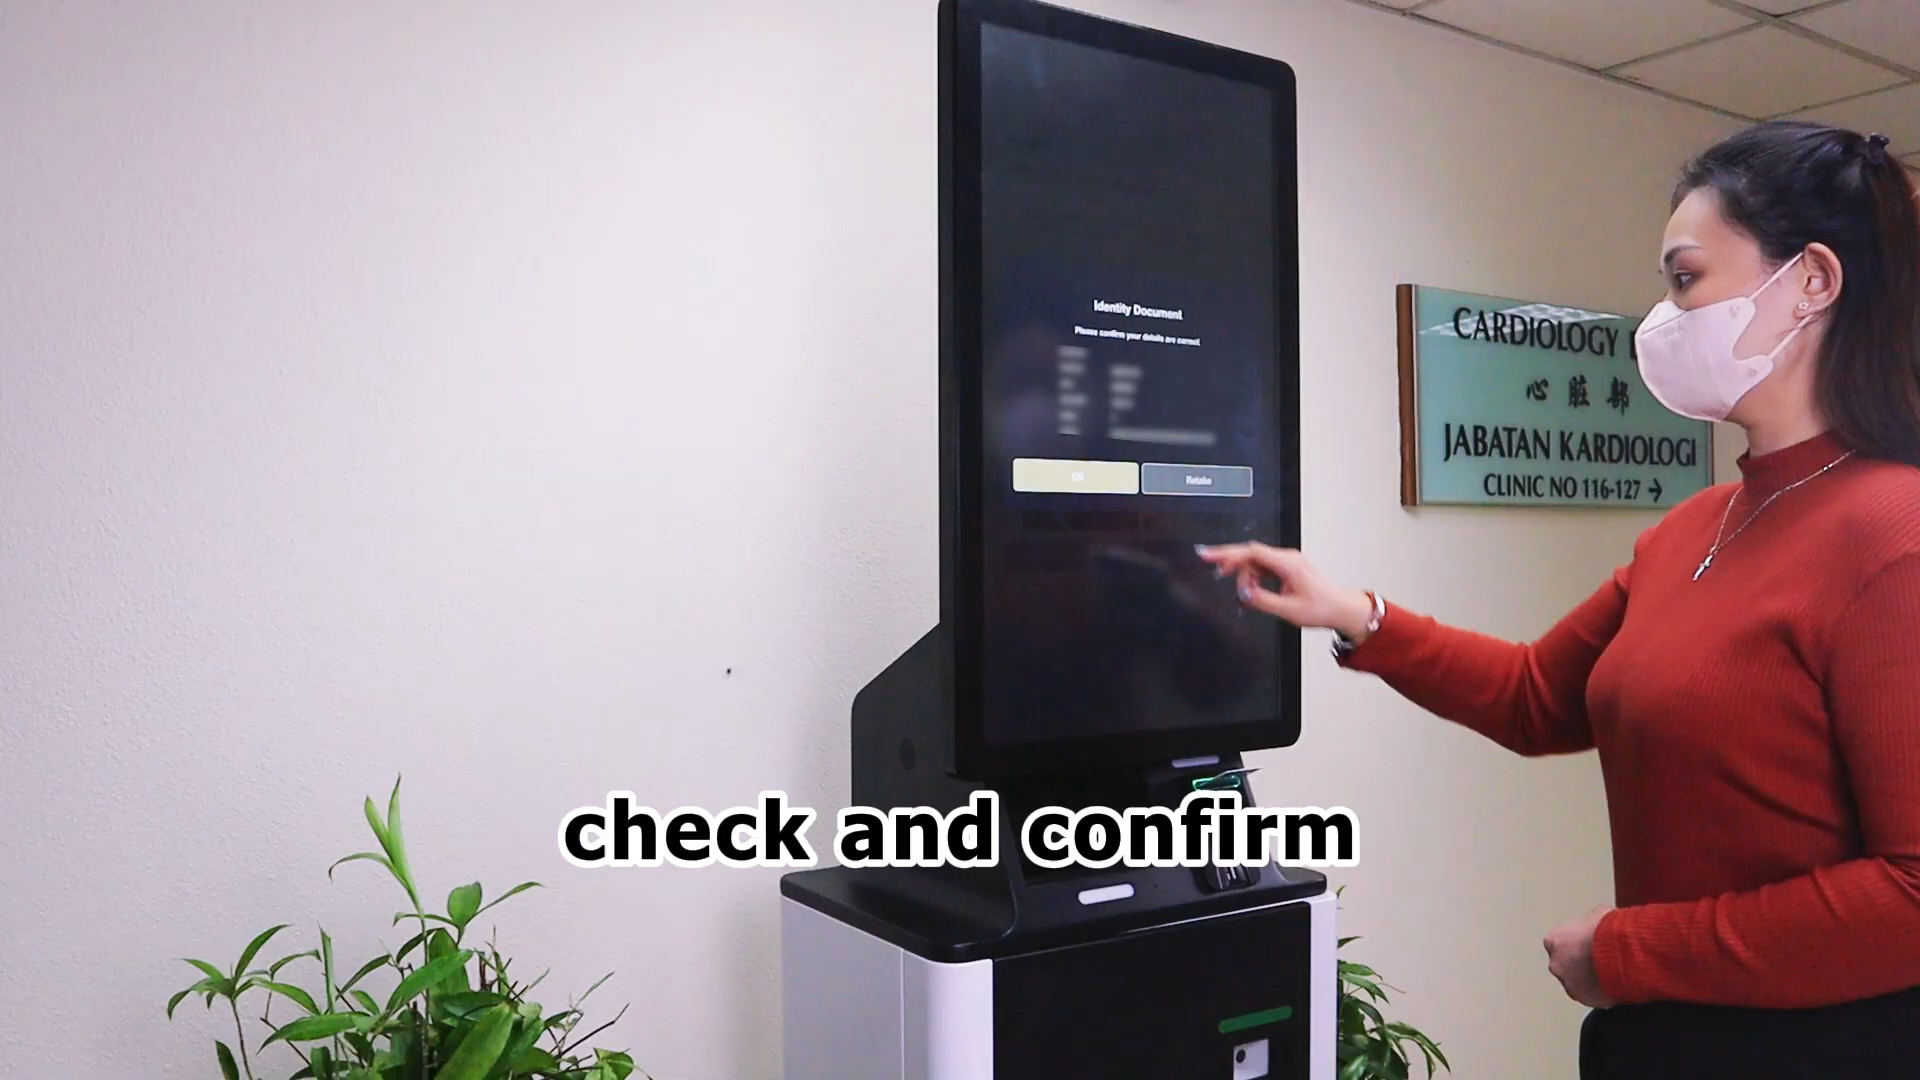 Identity Document
Please confirm your details are correct
OK
Retake
CARDIOLOGY
心脏部
JABATAN KARDIOLOGI
CLINIC NO 116-127 →
check and confirm